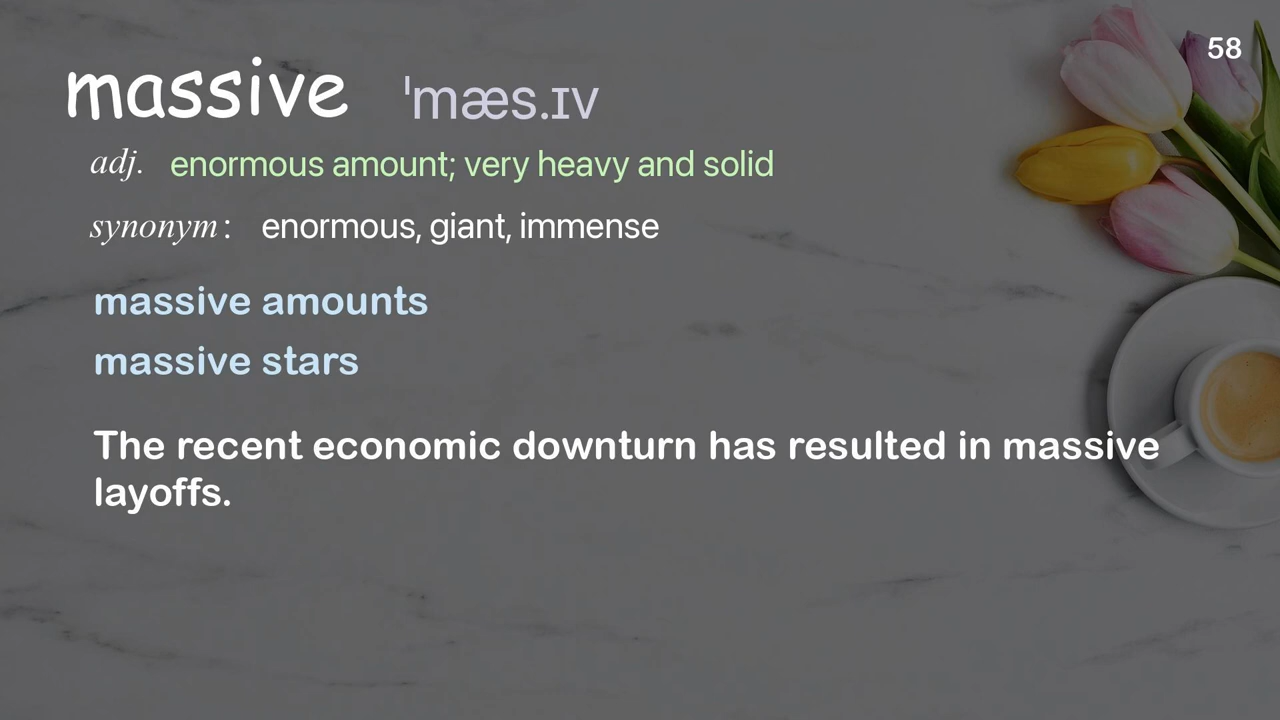 58
massive ˈmæs.ɪv
adj. enormous amount; very heavy and solid
synonym: enormous, giant, immense
massive amounts
massive stars
The recent economic downturn has resulted in massive
layoffs.